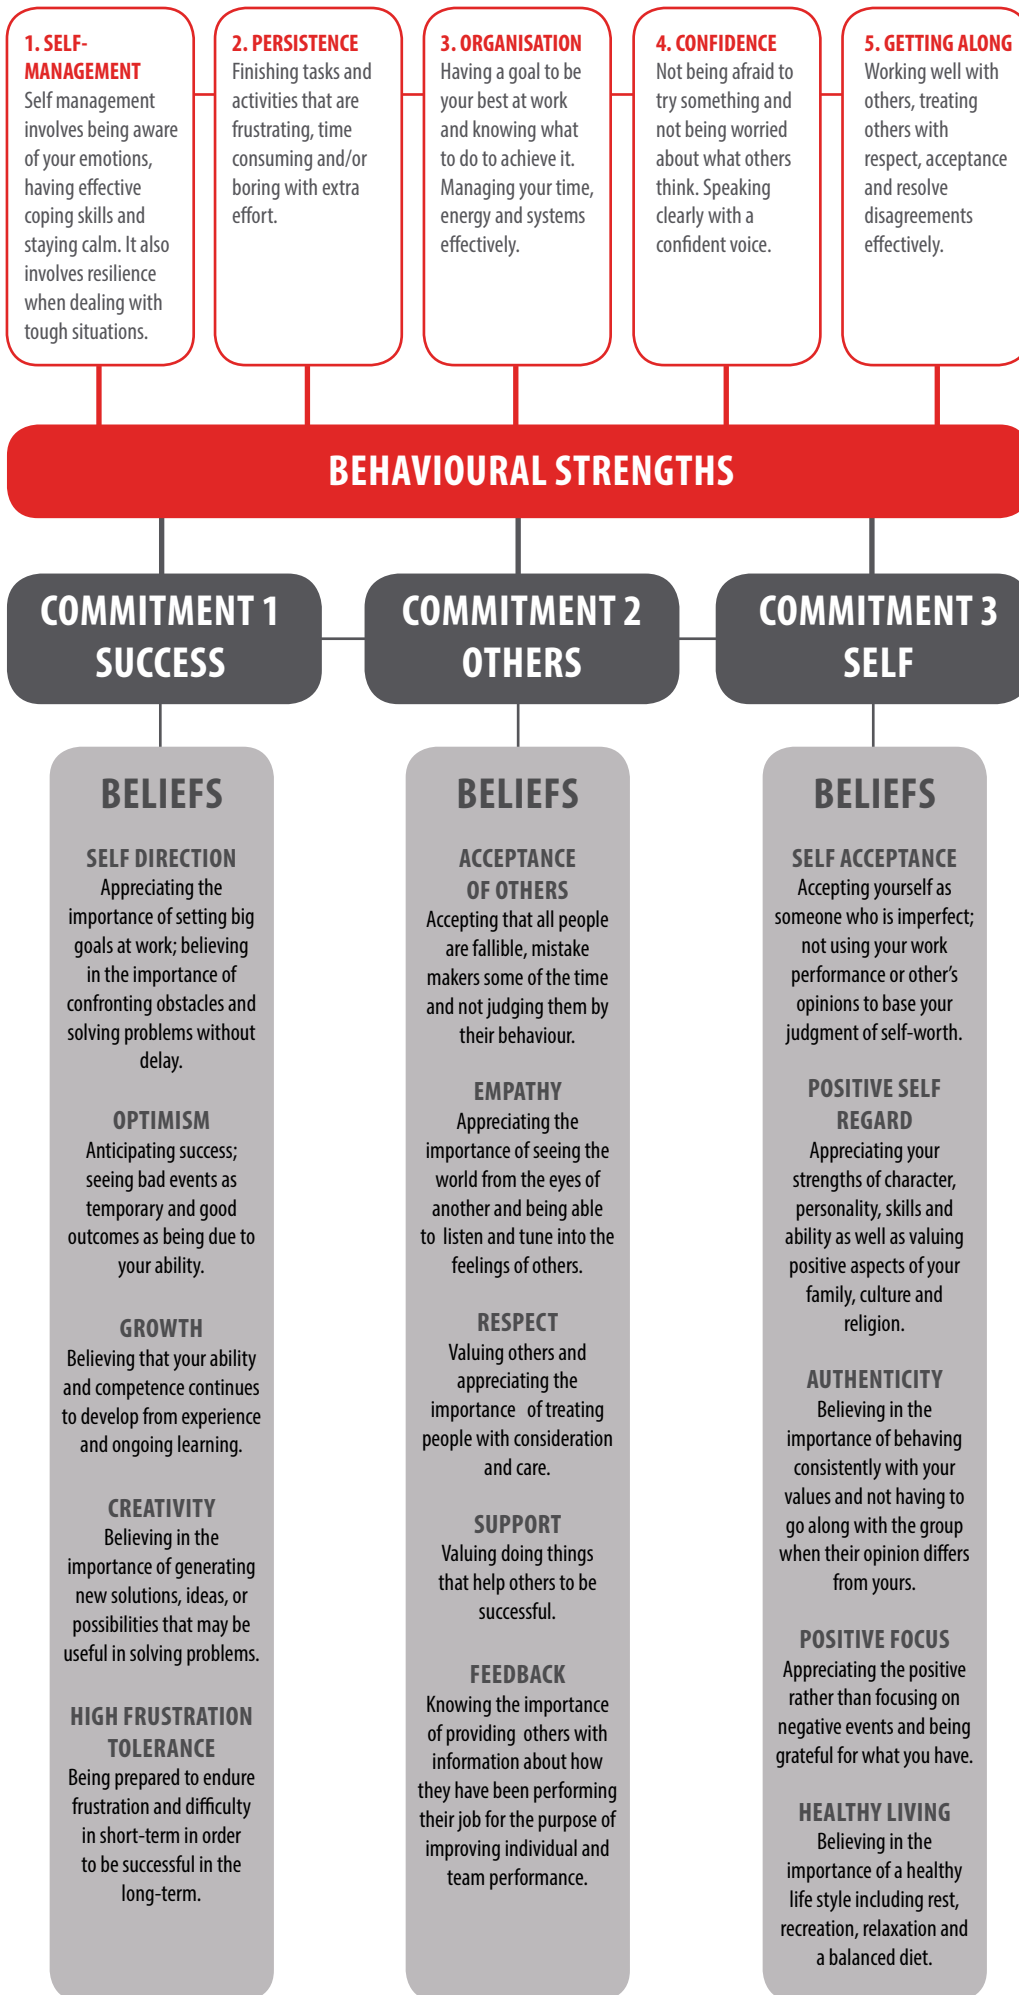 1. SELF-
MANAGEMENT
Self management
involves being aware
of your emotions,
having effective
coping skills and
staying calm. It also
involves resilience
when dealing with
tough situations.
2. PERSISTENCE
Finishing tasks and
activities that are
frustrating, time
consuming and/or
boring with extra
effort.
3. ORGANISATION
Having a goal to be
your best at work
and knowing what
to do to achieve it.
Managing your time,
energy and systems
effectively.
4. CONFIDENCE
Not being afraid to
try something and
not being worried
about what others
think. Speaking
clearly with a
confident voice.
5. GETTING ALONG
Working well with
others, treating
others with
respect, acceptance
and resolve
disagreements
effectively.
BEHAVIOURAL STRENGTHS
COMMITMENT 1
SUCCESS
COMMITMENT 2
OTHERS
COMMITMENT 3
SELF
BELIEFS
SELF DIRECTION
Appreciating the
importance of setting big
goals at work; believing
in the importance of
confronting obstacles and
solving problems without
delay.
OPTIMISM
Anticipating success;
seeing bad events as
temporary and good
outcomes as being due to
your ability.
GROWTH
Believing that your ability
and competence continues
to develop from experience
and ongoing learning.
CREATIVITY
Believing in the
importance of generating
new solutions, ideas, or
possibilities that may be
useful in solving problems.
HIGH FRUSTRATION
TOLERANCE
Being prepared to endure
frustration and difficulty
in short-term in order
to be successful in the
long-term.
BELIEFS
ACCEPTANCE
OF OTHERS
Accepting that all people
are fallible, mistake
makers some of the time
and not judging them by
their behaviour.
EMPATHY
Appreciating the
importance of seeing the
world from the eyes of
another and being able
to listen and tune into the
feelings of others.
RESPECT
Valuing others and
appreciating the
importance of treating
people with consideration
and care.
SUPPORT
Valuing doing things
that help others to be
successful.
FEEDBACK
Knowing the importance
of providing others with
information about how
they have been performing
their job for the purpose of
improving individual and
team performance.
BELIEFS
SELF ACCEPTANCE
Accepting yourself as
someone who is imperfect;
not using your work
performance or other's
opinions to base your
judgment of self-worth.
POSITIVE SELF
REGARD
Appreciating your
strengths of character,
personality, skills and
ability as well as valuing
positive aspects of your
family, culture and
religion.
AUTHENTICITY
Believing in the
importance of behaving
consistently with your
values and not having to
go along with the group
when their opinion differs
from yours.
POSITIVE FOCUS
Appreciating the positive
rather than focusing on
negative events and being
grateful for what you have.
HEALTHY LIVING
Believing in the
importance of a healthy
life style including rest,
recreation, relaxation and
a balanced diet.